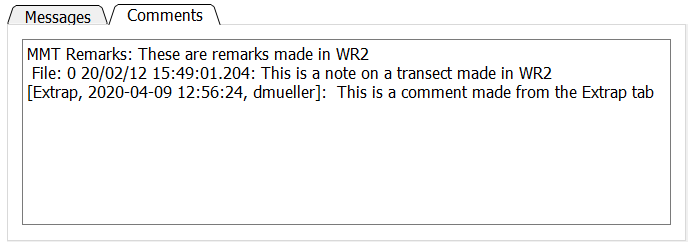 Messages
Comments
MMT Remarks: These are remarks made in WR2
File: 0 20/02/12 15:49:01.204: This is a note on a transect made in WR2
[Extrap, 2020-04-09 12:56:24, dmueller]:  This is a comment made from the Extrap tab